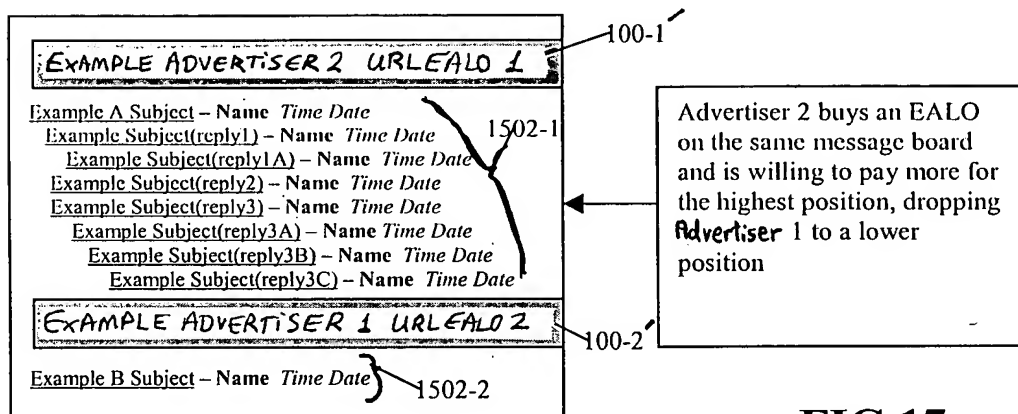 100-1'
EXAMPLE ADVERTISER 2 URLEALO 1
Example A Subject – Name Time Date
Example Subject(reply1) – Name Time Date
1502-1
Example Subject(reply1A) – Name Time Date
Example Subject(reply2) – Name Time Date
Example Subject(reply3) – Name Time Date
Example Subject(reply3A) – Name Time Date
Example Subject(reply3B) – Name Time Date
Example Subject(reply3C) – Name Time Date
EXAMPLE ADVERTISER 1 URLEALO 2
100-2'
Example B Subject – Name Time Date
1502-2
Advertiser 2 buys an EALO
on the same message board
and is willing to pay more for
the highest position, dropping
Advertiser 1 to a lower
position